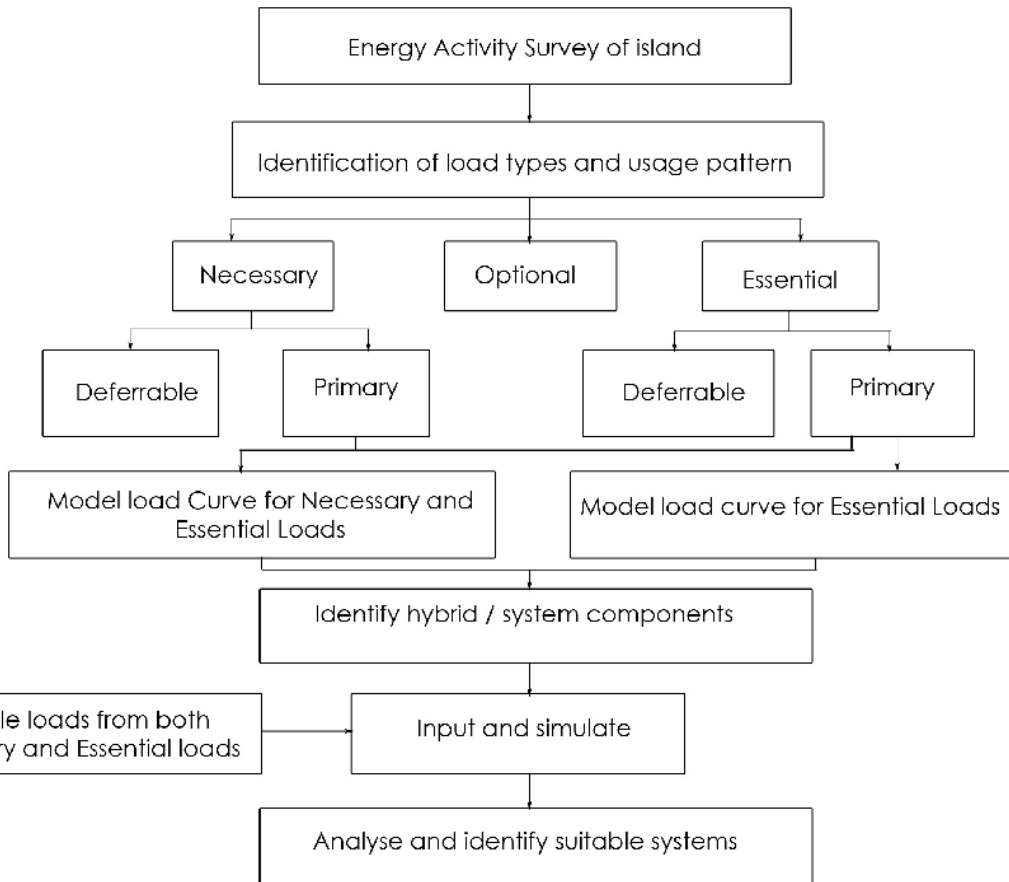 Energy Activity Survey of island
Identification of load types and usage pattern
Necessary
Optional
Essential
Deferrable
Primary
Deferrable
Primary
Model load Curve for Necessary and
Essential Loads
Model load curve for Essential Loads
Identify hybrid / system components
le loads from both
ry and Essential loads
Input and simulate
Analyse and identify suitable systems